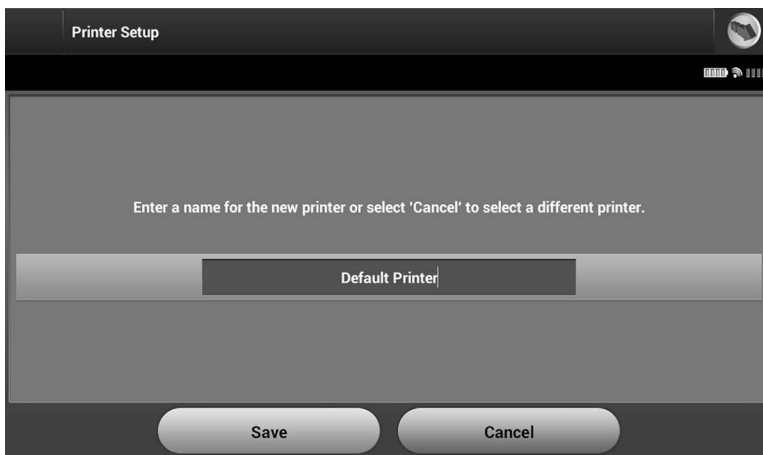 Printer Setup
Enter a name for the new printer or select 'Cancel' to select a different printer.
Default Printer
Save
Cancel